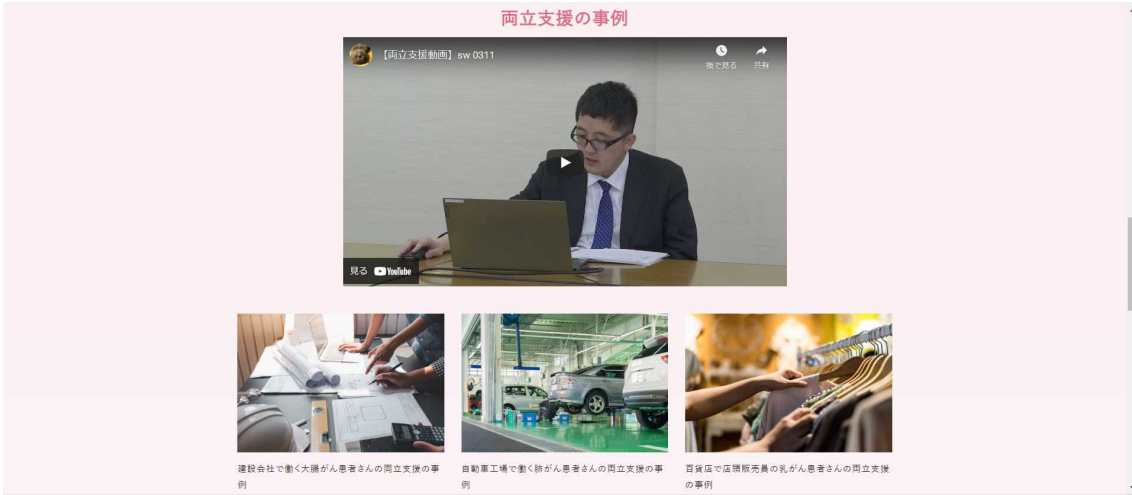 両立支援の事例
【両立支援動画】sw 0311
後で見る
共有
見る YouTube
建設会社で働く大腸がん患者さんの両立支援の事
例
自動車工場で働く肺がん患者さんの両立支援の事
例
百貨店で店頭販売員の乳がん患者さんの両立支援
の事例